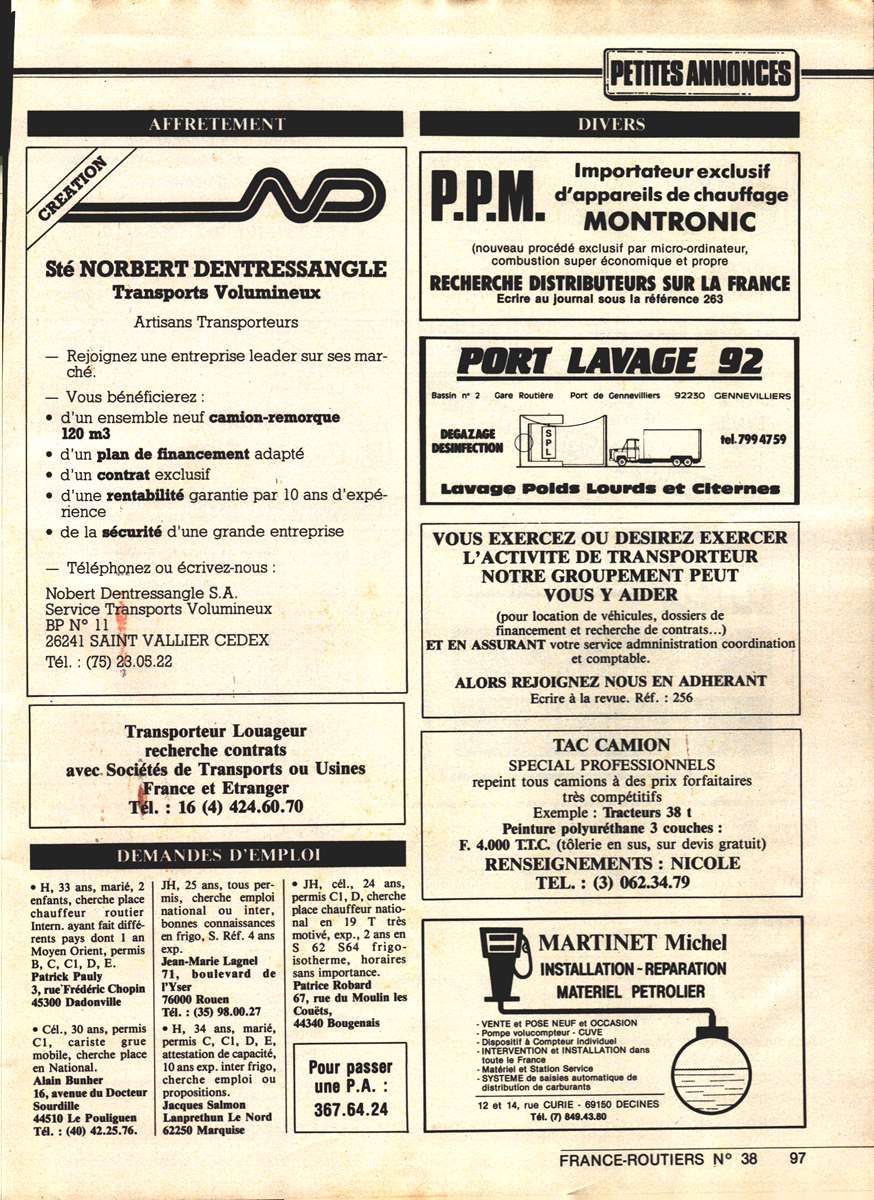 PETITES ANNONCES
AFFRETEMENT
CREATION
ND
Sté NORBERT DENTRESSANGLE
Transports Volumineux
Artisans Transporteurs
— Rejoignez une entreprise leader sur ses mar-
ché.
— Vous bénéficierez :
• d'un ensemble neuf camion-remorque
120 m3
• d'un plan de financement adapté
• d'un contrat exclusif
• d'une rentabilité garantie par 10 ans d'expé-
rience
• de la sécurité d'une grande entreprise
— Téléphonez ou écrivez-nous :
Nobert Dentressangle S.A.
Service Transports Volumineux
BP N° 11
26241 SAINT VALLIER CEDEX
Tél. : (75) 23.05.22
Transporteur Louageur
recherche contrats
avec Sociétés de Transports ou Usines
France et Etranger
Tél. : 16 (4) 424.60.70
DEMANDES D'EMPLOI
• H, 33 ans, marié, 2
enfants, cherche place
chauffeur routier
Intern. ayant fait diffé-
rents pays dont 1 an
Moyen Orient, permis
B, C, C1, D, E.
Patrick Pauly
3, rue Frédéric Chopin
45300 Dadonville
• Cél., 30 ans, permis
C1, cariste grue
mobile, cherche place
en National.
Alain Bunher
16, avenue du Docteur
Sourdille
44510 Le Pouliguen
Tél. : (40) 42.25.76.
JH, 25 ans, tous per-
mis, cherche emploi
national ou inter,
bonnes connaissances
en frigo, S. Réf. 4 ans
exp.
Jean-Marie Lagnel
71, boulevard de
l'Yser
76000 Rouen
Tél. : (35) 98.00.27
• H, 34 ans, marié,
permis C, C1, D, E,
attestation de capacité,
10 ans exp. inter frigo,
cherche emploi ou
propositions.
Jacques Salmon
Lanprethun Le Nord
62250 Marquise
• JH, cél., 24 ans,
permis C1, D, cherche
place chauffeur natio-
nal en 19 T très
motivé, exp., 2 ans en
S 62 S64 frigo-
isotherme, horaires
sans importance.
Patrice Robard
67, rue du Moulin les
Couëts,
44340 Bougenais
Pour passer
une P.A. :
367.64.24
DIVERS
P.P.M.
Importateur exclusif
d'appareils de chauffage
MONTRONIC
(nouveau procédé exclusif par micro-ordinateur,
combustion super économique et propre
RECHERCHE DISTRIBUTEURS SUR LA FRANCE
Ecrire au journal sous la référence 263
PORT LAVAGE 92
Bassin n° 2 Gare Routière Port de Gennevilliers 92230 GENNEVILLIERS
DEGAZAGE
DESINFECTION
SPL
tel. 799 47 59
Lavage Poids Lourds et Citernes
VOUS EXERCEZ OU DESIREZ EXERCER
L'ACTIVITE DE TRANSPORTEUR
NOTRE GROUPEMENT PEUT
VOUS Y AIDER
(pour location de véhicules, dossiers de
financement et recherche de contrats...)
ET EN ASSURANT votre service admninistration coordination
et comptable.
ALORS REJOIGNEZ NOUS EN ADHERANT
Ecrire à la revue. Réf. : 256
TAC CAMION
SPECIAL PROFESSIONNELS
repeint tous camions à des prix forfaitaires
très compétitifs
Exemple : Tracteurs 38 t
Peinture polyuréthane 3 couches :
F. 4.000 T.T.C. (tôlerie en sus, sur devis gratuit)
RENSEIGNEMENTS : NICOLE
TEL. : (3) 062.34.79
MARTINET Michel
INSTALLATION - REPARATION
MATERIEL PETROLIER
- VENTE et POSE NEUF et OCCASION
- Pompe volucompteur - CUVE
- Dispositif à Compteur Individuel
- INTERVENTION et INSTALLATION dans
toute le France
- Matériel et Station Service
- SYSTEME de saisies automatique de
distribution de carburants
12 et 14, rue CURIE - 69150 DECINES
Tél. (7) 849.43.80
FRANCE-ROUTIERS N° 38 97